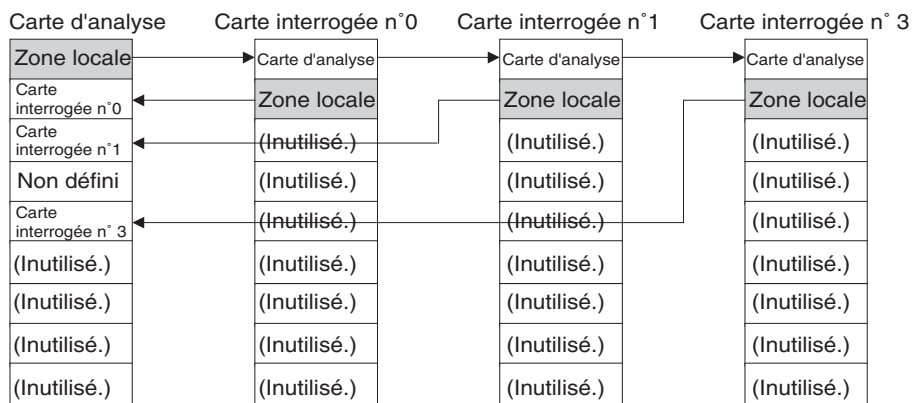 Carte d'analyse Carte interrogée n°0 Carte interrogée n°1 Carte interrogée n° 3
Zone locale Carte d'analyse Carte d'analyse Carte d'analyse
Carte
interrogée n°0 Zone locale Zone locale Zone locale
Carte
interrogée n°1 (Inutilisé.) (Inutilisé.) (Inutilisé.)
Non défini (Inutilisé.) (Inutilisé.) (Inutilisé.)
Carte
interrogée n° 3 (Inutilisé.) (Inutilisé.) (Inutilisé.)
(Inutilisé.) (Inutilisé.) (Inutilisé.) (Inutilisé.)
(Inutilisé.) (Inutilisé.) (Inutilisé.) (Inutilisé.)
(Inutilisé.) (Inutilisé.) (Inutilisé.) (Inutilisé.)
(Inutilisé.) (Inutilisé.) (Inutilisé.) (Inutilisé.)